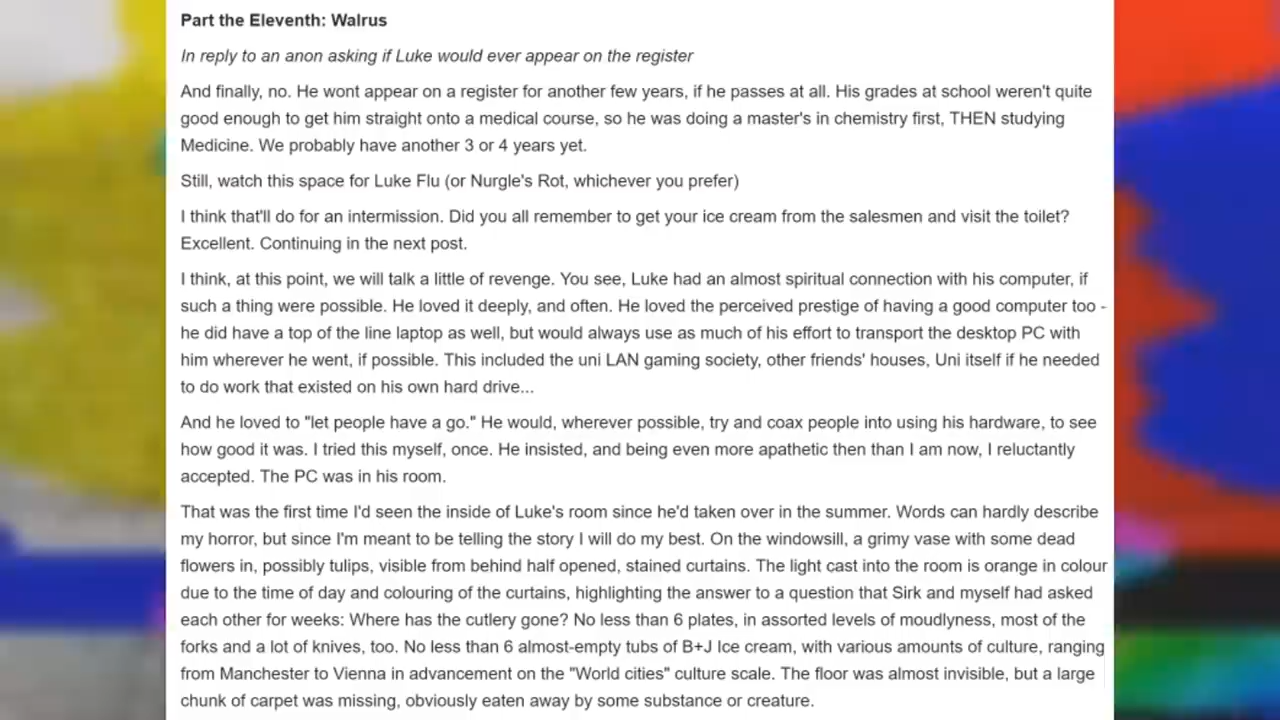 Part the Eleventh: Walrus
In reply to an anon asking if Luke would ever appear on the register
And finally, no. He wont appear on a register for another few years, if he passes at all. His grades at school weren't quite
good enough to get him straight onto a medical course, so he was doing a master's in chemistry first, THEN studying
Medicine. We probably have another 3 or 4 years yet.
Still, watch this space for Luke Flu (or Nurgle's Rot, whichever you prefer)
I think that'll do for an intermission. Did you all remember to get your ice cream from the salesmen and visit the toilet?
Excellent. Continuing in the next post.
I think, at this point, we will talk a little of revenge. You see, Luke had an almost spiritual connection with his computer, if
such a thing were possible. He loved it deeply, and often. He loved the perceived prestige of having a good computer too -
he did have a top of the line laptop as well, but would always use as much of his effort to transport the desktop PC with
him wherever he went, if possible. This included the uni LAN gaming society, other friends' houses, Uni itself if he needed
to do work that existed on his own hard drive...
And he loved to "let people have a go." He would, wherever possible, try and coax people into using his hardware, to see
how good it was. I tried this myself, once. He insisted, and being even more apathetic then than I am now, I reluctantly
accepted. The PC was in his room.
That was the first time I'd seen the inside of Luke's room since he'd taken over in the summer. Words can hardly describe
my horror, but since I'm meant to be telling the story I will do my best. On the windowsill, a grimy vase with some dead
flowers in, possibly tulips, visible from behind half opened, stained curtains. The light cast into the room is orange in colour
due to the time of day and colouring of the curtains, highlighting the answer to a question that Sirk and myself had asked
each other for weeks: Where has the cutlery gone? No less than 6 plates, in assorted levels of moudlyness, most of the
forks and a lot of knives, too. No less than 6 almost-empty tubs of B+J Ice cream, with various amounts of culture, ranging
from Manchester to Vienna in advancement on the "World cities" culture scale. The floor was almost invisible, but a large
chunk of carpet was missing, obviously eaten away by some substance or creature.